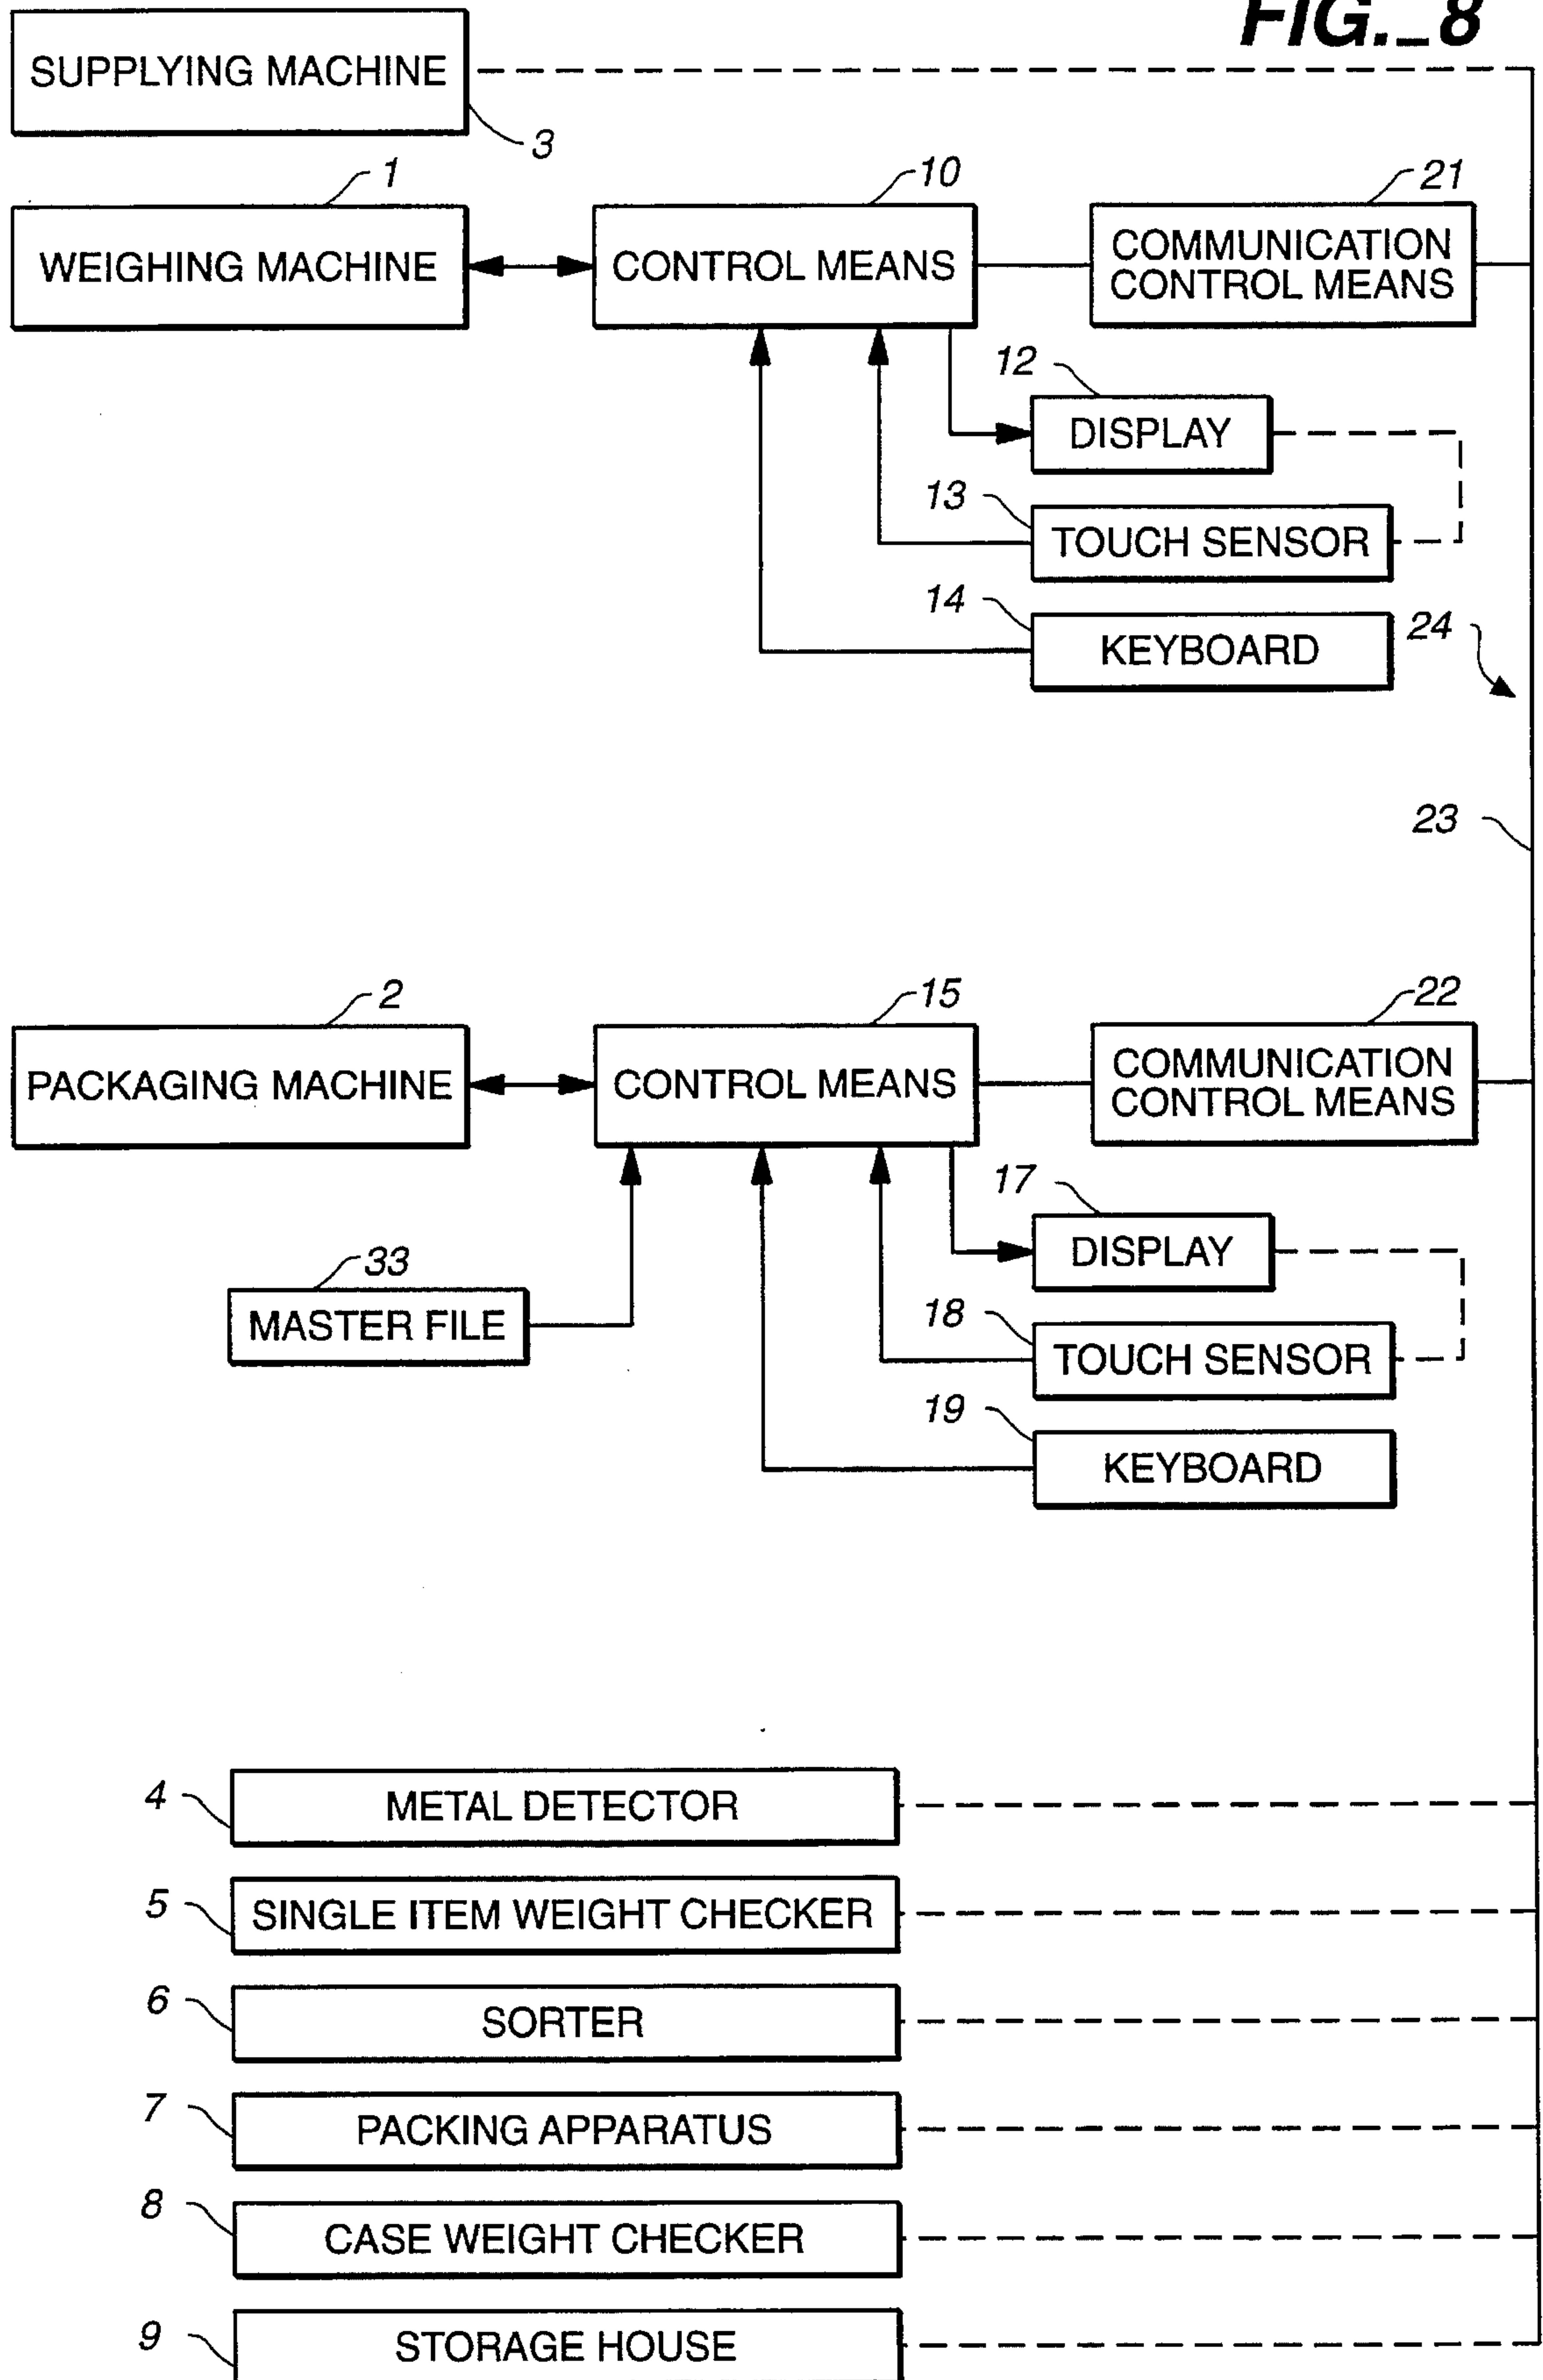 FIG._8
SUPPLYING MACHINE
3
1
10
21
WEIGHING MACHINE
CONTROL MEANS
COMMUNICATION
CONTROL MEANS
12
DISPLAY
13
TOUCH SENSOR
14
KEYBOARD
24
23
2
15
22
PACKAGING MACHINE
CONTROL MEANS
COMMUNICATION
CONTROL MEANS
17
DISPLAY
33
MASTER FILE
18
TOUCH SENSOR
19
KEYBOARD
4
METAL DETECTOR
5
SINGLE ITEM WEIGHT CHECKER
6
SORTER
7
PACKING APPARATUS
8
CASE WEIGHT CHECKER
9
STORAGE HOUSE